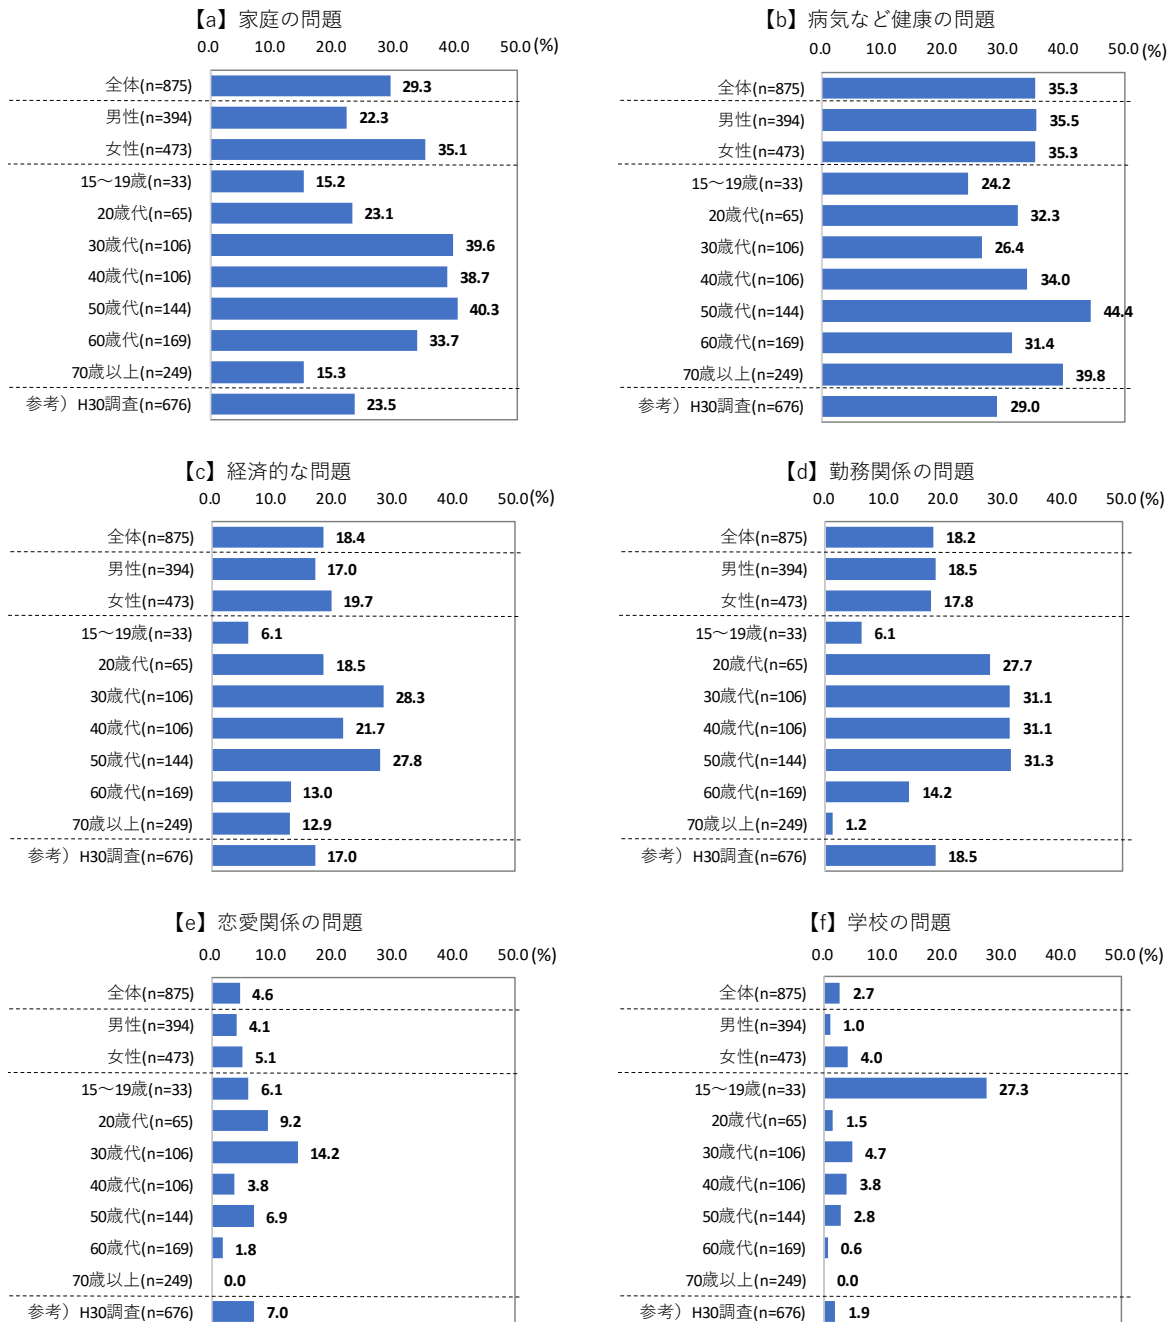 【a】家庭の問題
0.0 10.0 20.0 30.0 40.0 50.0 (%)
全体(n=875) 29.3
男性(n=394) 22.3
女性(n=473) 35.1
15～19歳(n=33) 15.2
20歳代(n=65) 23.1
30歳代(n=106) 39.6
40歳代(n=106) 38.7
50歳代(n=144) 40.3
60歳代(n=169) 33.7
70歳以上(n=249) 15.3
参考）H30調査(n=676) 23.5
【b】病気など健康の問題
0.0 10.0 20.0 30.0 40.0 50.0 (%)
全体(n=875) 35.3
男性(n=394) 35.5
女性(n=473) 35.3
15～19歳(n=33) 24.2
20歳代(n=65) 32.3
30歳代(n=106) 26.4
40歳代(n=106) 34.0
50歳代(n=144) 44.4
60歳代(n=169) 31.4
70歳以上(n=249) 39.8
参考）H30調査(n=676) 29.0
【c】経済的な問題
0.0 10.0 20.0 30.0 40.0 50.0 (%)
全体(n=875) 18.4
男性(n=394) 17.0
女性(n=473) 19.7
15～19歳(n=33) 6.1
20歳代(n=65) 18.5
30歳代(n=106) 28.3
40歳代(n=106) 21.7
50歳代(n=144) 27.8
60歳代(n=169) 13.0
70歳以上(n=249) 12.9
参考）H30調査(n=676) 17.0
【d】勤務関係の問題
0.0 10.0 20.0 30.0 40.0 50.0 (%)
全体(n=875) 18.2
男性(n=394) 18.5
女性(n=473) 17.8
15～19歳(n=33) 6.1
20歳代(n=65) 27.7
30歳代(n=106) 31.1
40歳代(n=106) 31.1
50歳代(n=144) 31.3
60歳代(n=169) 14.2
70歳以上(n=249) 1.2
参考）H30調査(n=676) 18.5
【e】恋愛関係の問題
0.0 10.0 20.0 30.0 40.0 50.0 (%)
全体(n=875) 4.6
男性(n=394) 4.1
女性(n=473) 5.1
15～19歳(n=33) 6.1
20歳代(n=65) 9.2
30歳代(n=106) 14.2
40歳代(n=106) 3.8
50歳代(n=144) 6.9
60歳代(n=169) 1.8
70歳以上(n=249) 0.0
参考）H30調査(n=676) 7.0
【f】学校の問題
0.0 10.0 20.0 30.0 40.0 50.0 (%)
全体(n=875) 2.7
男性(n=394) 1.0
女性(n=473) 4.0
15～19歳(n=33) 27.3
20歳代(n=65) 1.5
30歳代(n=106) 4.7
40歳代(n=106) 3.8
50歳代(n=144) 2.8
60歳代(n=169) 0.6
70歳以上(n=249) 0.0
参考）H30調査(n=676) 1.9